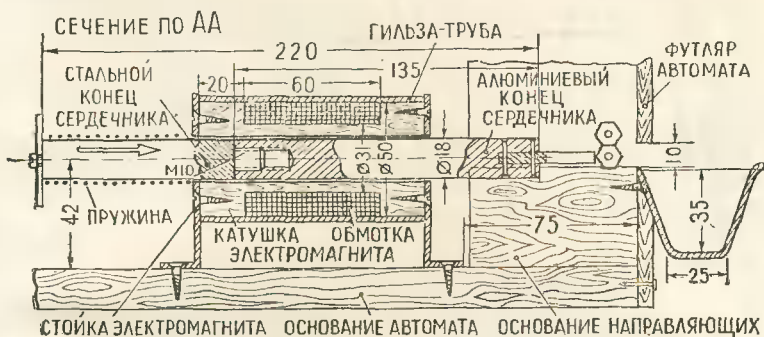 СЕЧЕНИЕ ПО АА
220
ГИЛЬЗА-ТРУБА
135
ФУТЛЯР
АВТОМАТА
СТАЛЬНОЙ
КОНЕЦ
СЕРДЕЧНИКА
20
60
АЛЮМИНИЕВЫЙ
КОНЕЦ
СЕРДЕЧНИКА
М10
Ø31
Ø50
Ø18
10
42
ПРУЖИНА
КАТУШКА
ОБМОТКА
ЭЛЕКТРОМАГНИТА
75
35
25
СТОЙКА ЭЛЕКТРОМАГНИТА
ОСНОВАНИЕ АВТОМАТА
ОСНОВАНИЕ НАПРАВЛЯЮЩИХ